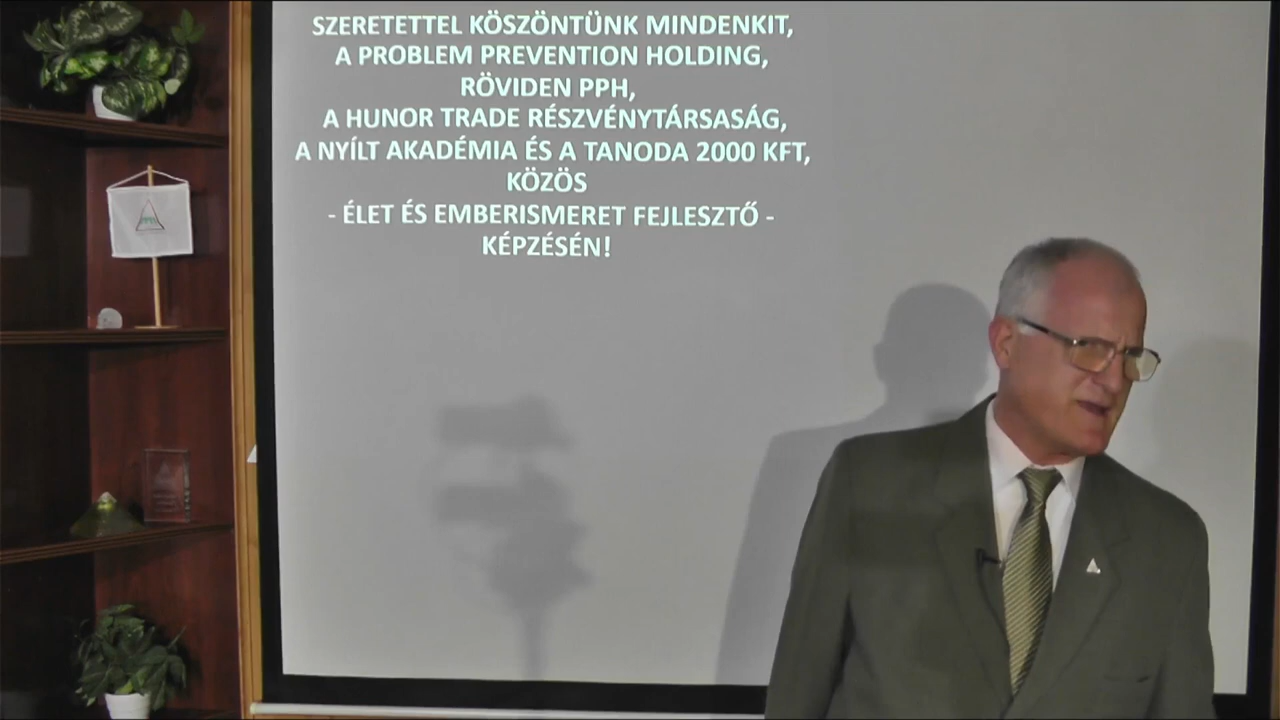 SZERETETTEL KÖSZÖNTÜNK MINDENKIT,
A PROBLEM PREVENTION HOLDING,
RÖVIDEN PPH,
A HUNOR TRADE RÉSZVÉNYTÁRSASÁG,
A NYÍLT AKADÉMIA ÉS A TANODA 2000 KFT,
KÖZÖS
- ÉLET ÉS EMBERISMERET FEJLESZTŐ -
KÉPZÉSÉN!